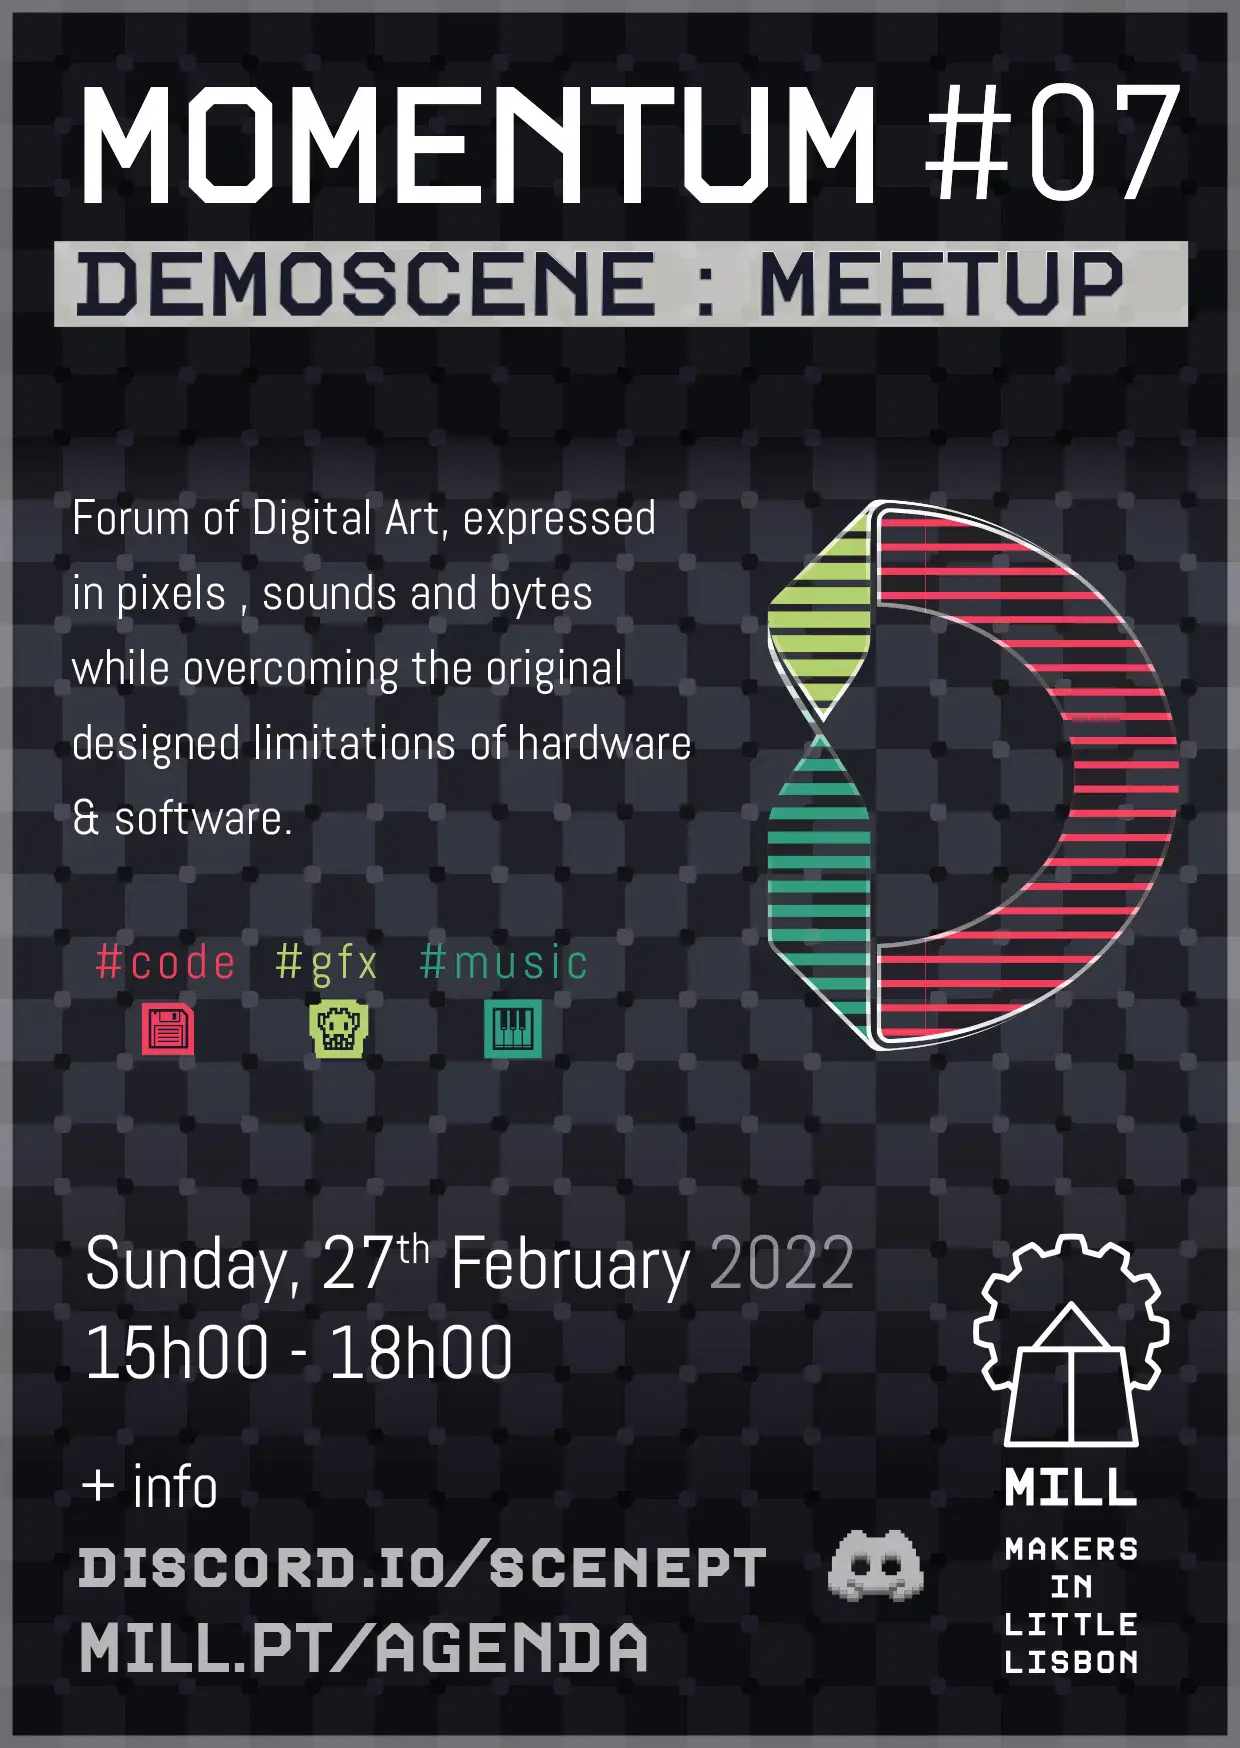 MOMENTUM #07
DEMOSCENE : MEETUP
Forum of Digital Art, expressed
in pixels , sounds and bytes
while overcoming the original
designed limitations of hardware
& software.
#code #gfx #music
Sunday, 27th February 2022
15h00 - 18h00
+ info
DISCORD.IO/SCENEPT
MILL.PT/AGENDA
MILL
MAKERS
IN
LITTLE
LISBON